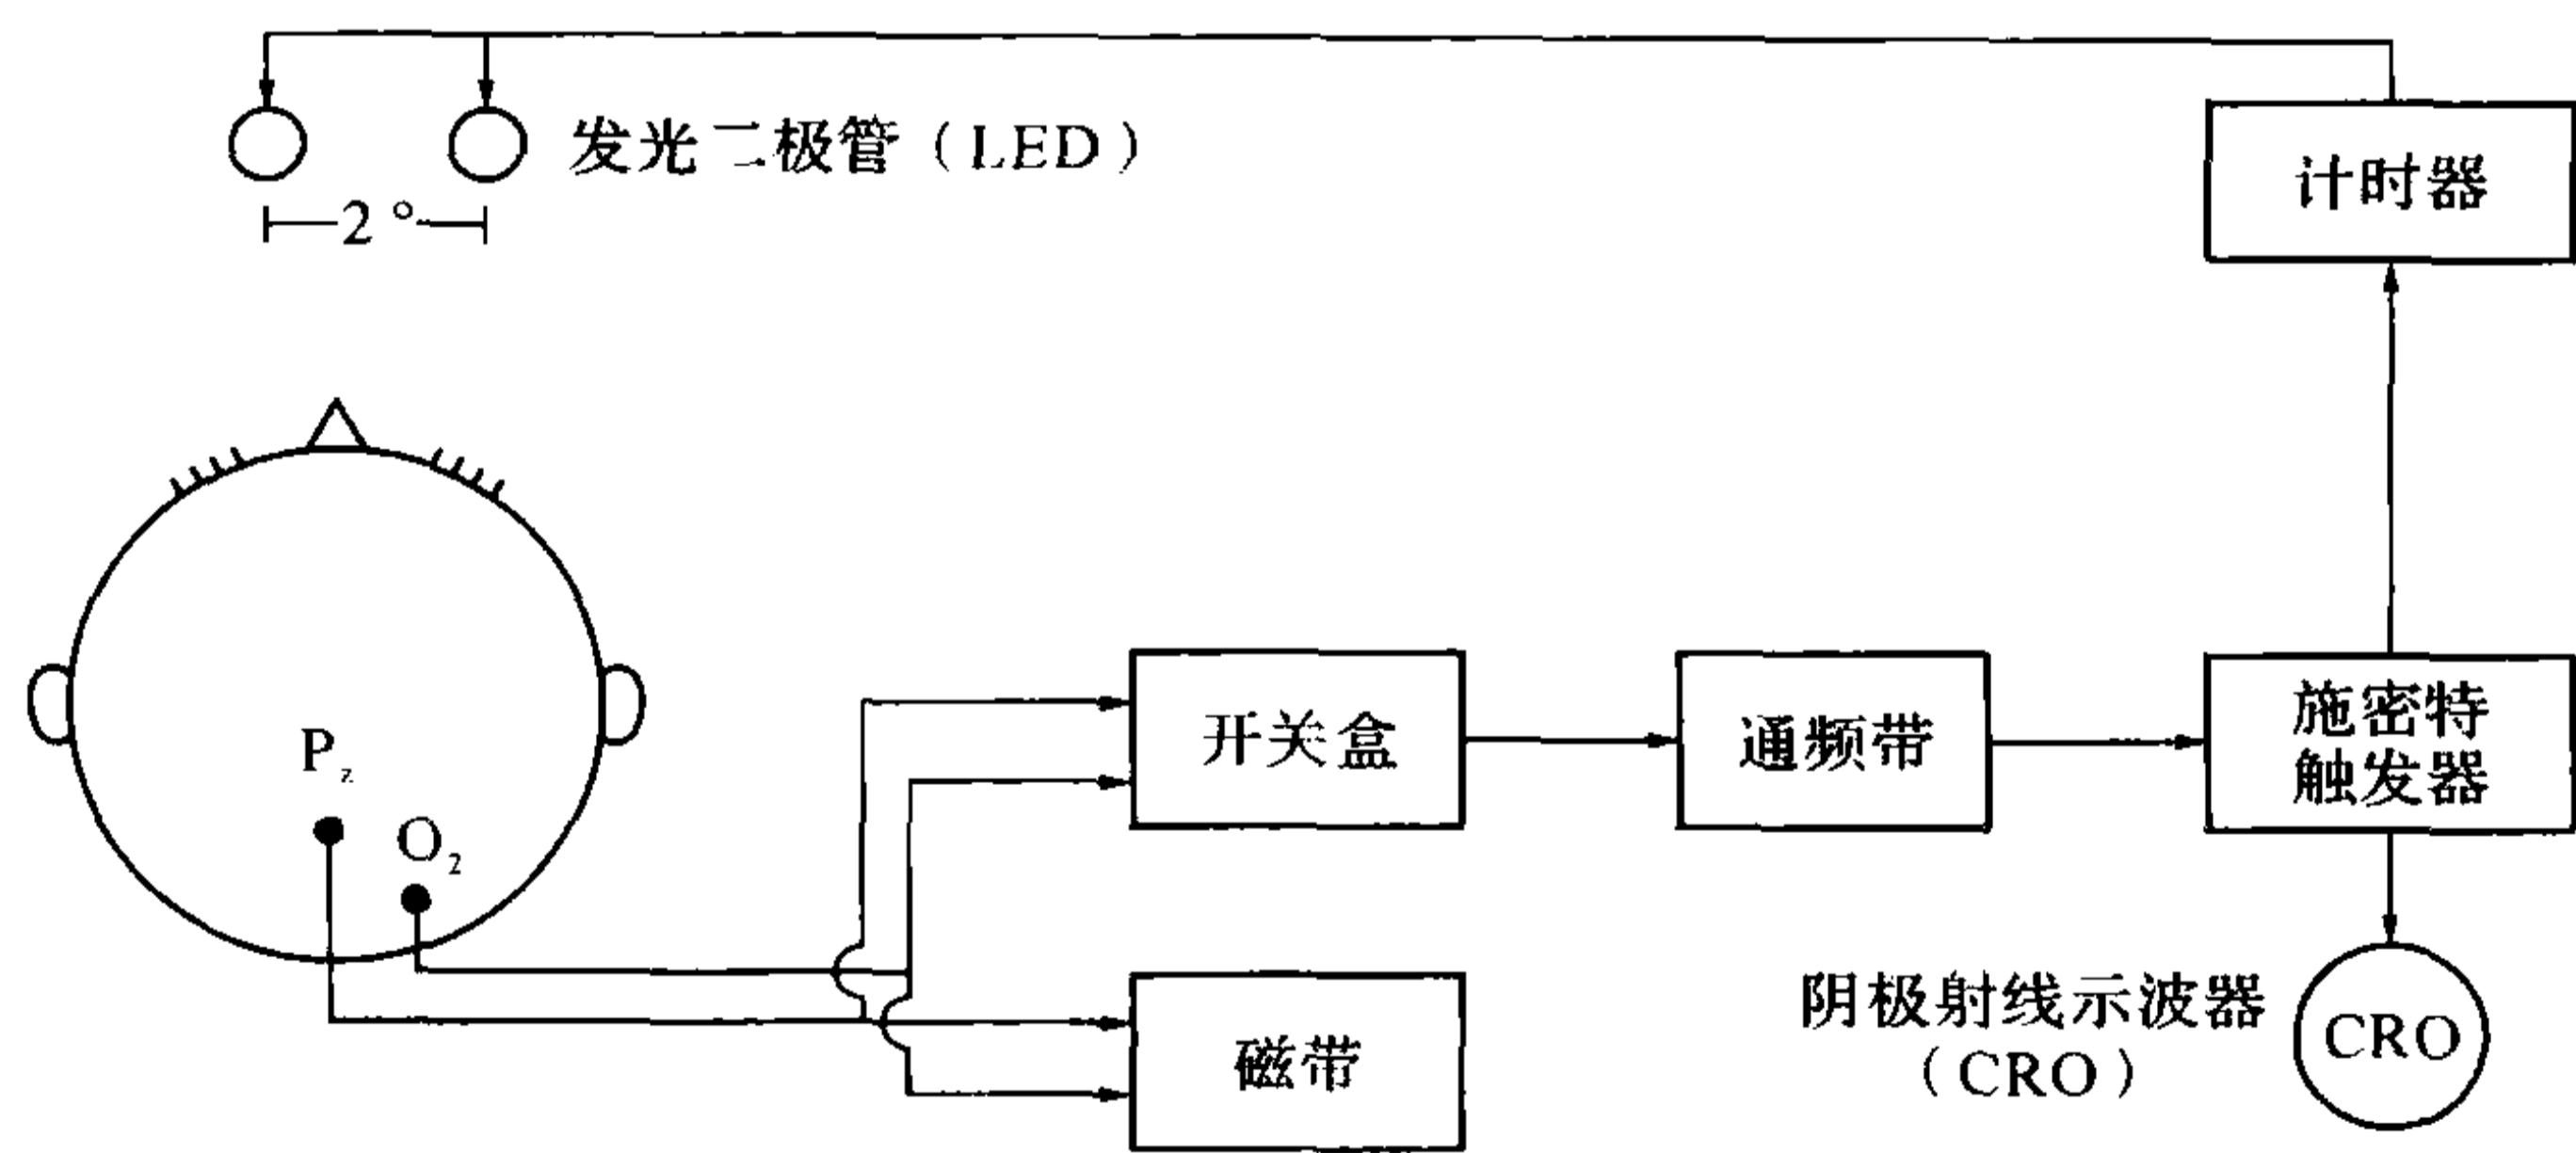 发光二极管（LED）
2°
计时器
P_z
O_2
开关盒
通频带
施密特
触发器
磁带
阴极射线示波器
（CRO）
CRO